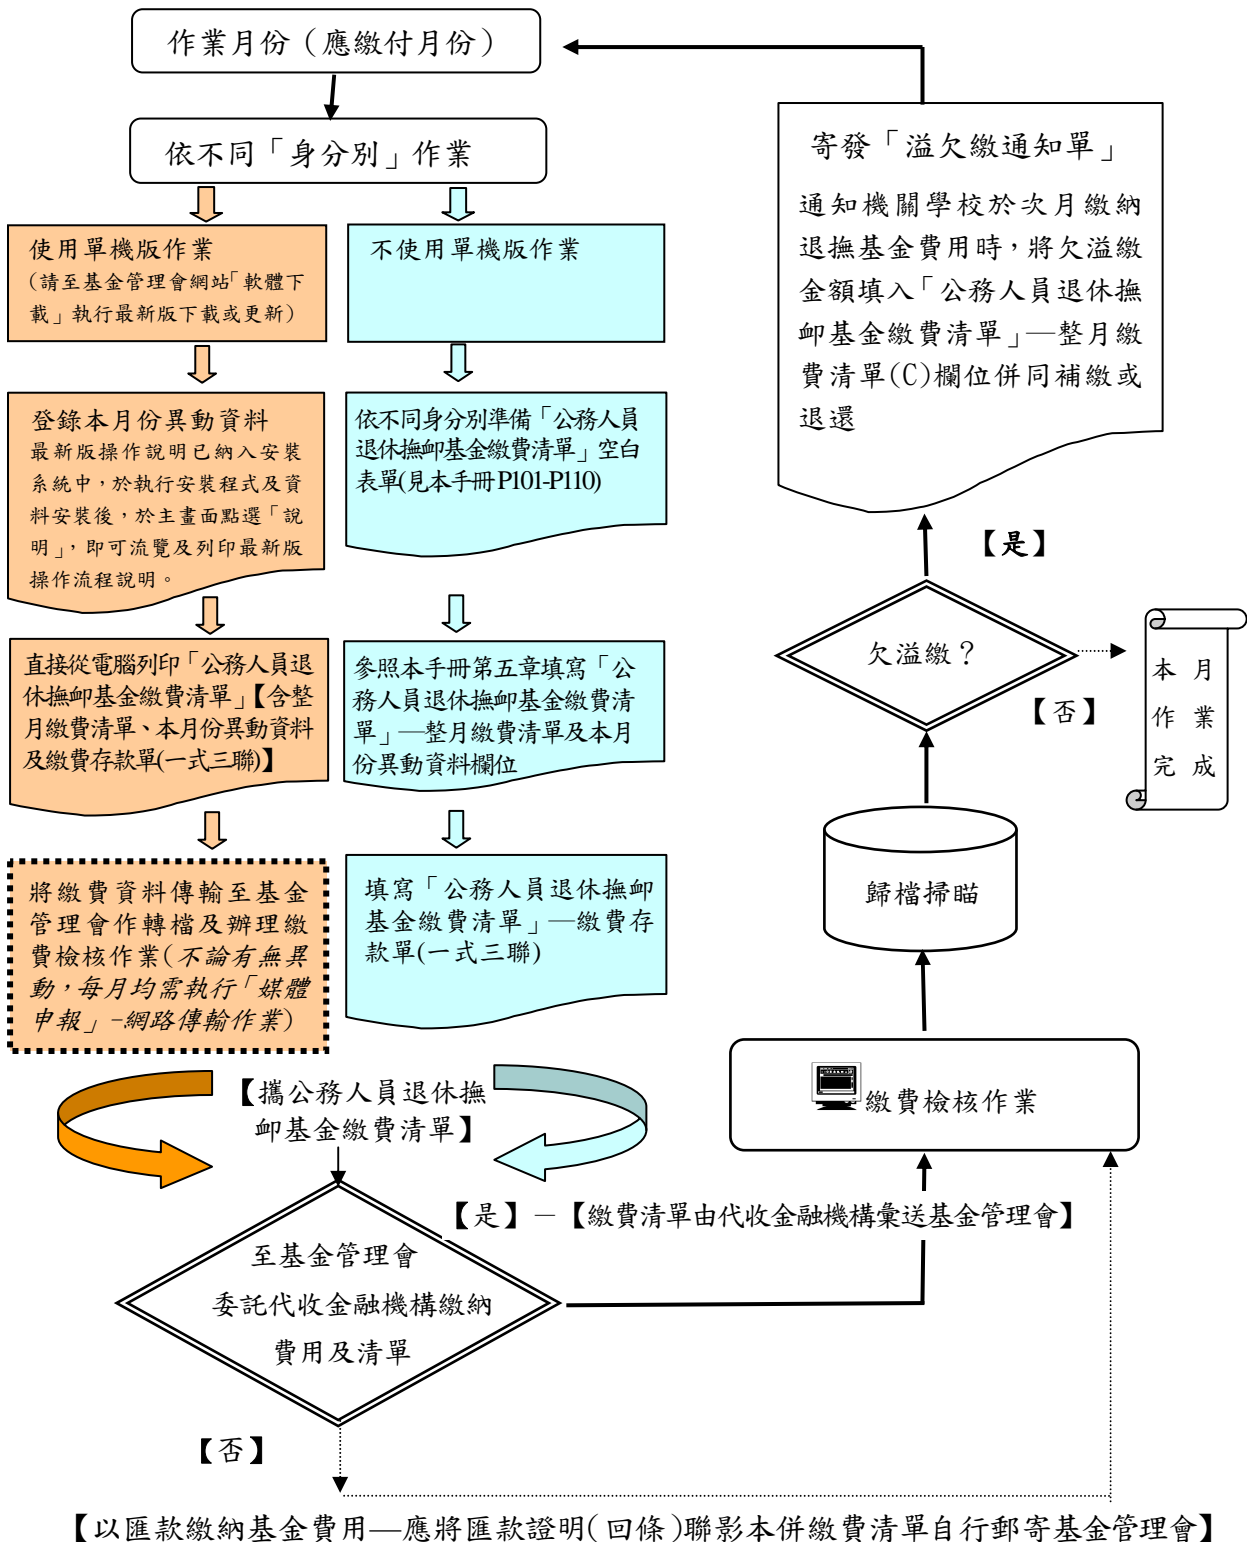 作業月份（應繳付月份）
依不同「身分別」作業
使用單機版作業
（請至基金管理會網站「軟體下
載」執行最新版下載或更新）
登錄本月份異動資料
最新版操作說明已納入安裝
系統中，於執行安裝程式及資
料安裝後，於主畫面點選「說
明」，即可流覽及列印最新版
操作流程說明。
直接從電腦列印「公務人員退
休撫卹基金繳費清單」【含整
月繳費清單、本月份異動資料
及繳費存款單(一式三聯)】
將繳費資料傳輸至基金
管理會作轉檔及辦理繳
費檢核作業(不論有無異
動，每月均需執行「媒體
申報」-網路傳輸作業)
不使用單機版作業
依不同身分別準備「公務人員
退休撫卹基金繳費清單」空白
表單(見本手冊P101-P110)
參照本手冊第五章填寫「公
務人員退休撫卹基金繳費清
單」—整月繳費清單及本月
份異動資料欄位
填寫「公務人員退休撫卹
基金繳費清單」—繳費存
款單(一式三聯)
【攜公務人員退休撫
卹基金繳費清單】
至基金管理會
委託代收金融機構繳納
費用及清單
【是】－【繳費清單由代收金融機構彙送基金管理會】
【否】
【以匯款繳納基金費用—應將匯款證明(回條)聯影本併繳費清單自行郵寄基金管理會】
繳費檢核作業
歸檔掃瞄
欠溢繳？
【否】
本月
作業
完成
【是】
寄發「溢欠繳通知單」
通知機關學校於次月繳納
退撫基金費用時，將欠溢繳
金額填入「公務人員退休撫
卹基金繳費清單」—整月繳
費清單(C)欄位併同補繳或
退還